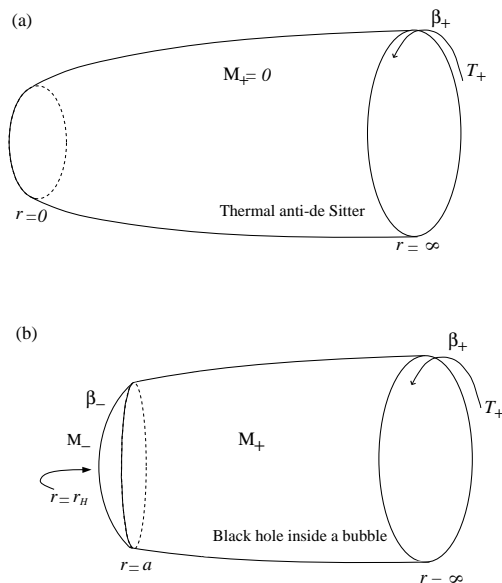 (a)
β+
M+= 0
T+
Thermal anti-de Sitter
r = 0
r = ∞
(b)
β+
β−
T+
M−
M+
r = rH
Black hole inside a bubble
r = a
r − ∞